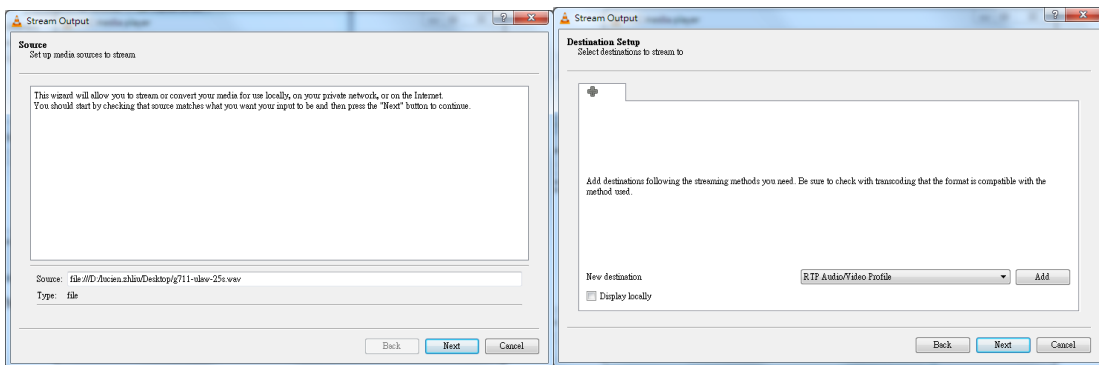 Stream Output
Source
Set up media sources to stream
This wizard will allow you to stream or convert your media for use locally, on your private network, or on the Internet.
You should start by checking that source matches what you want your input to be and then press the "Next" button to continue.
Source: file:///D:/lucien.zhliu/Desktop/g711-ulaw-25s.wav
Type: file
Back Next Cancel
Stream Output
Destination Setup
Select destinations to stream to
Add destinations following the streaming methods you need. Be sure to check with transcoding that the format is compatible with the
method used.
New destination RTP Audio/Video Profile Add
Display locally
Back Next Cancel